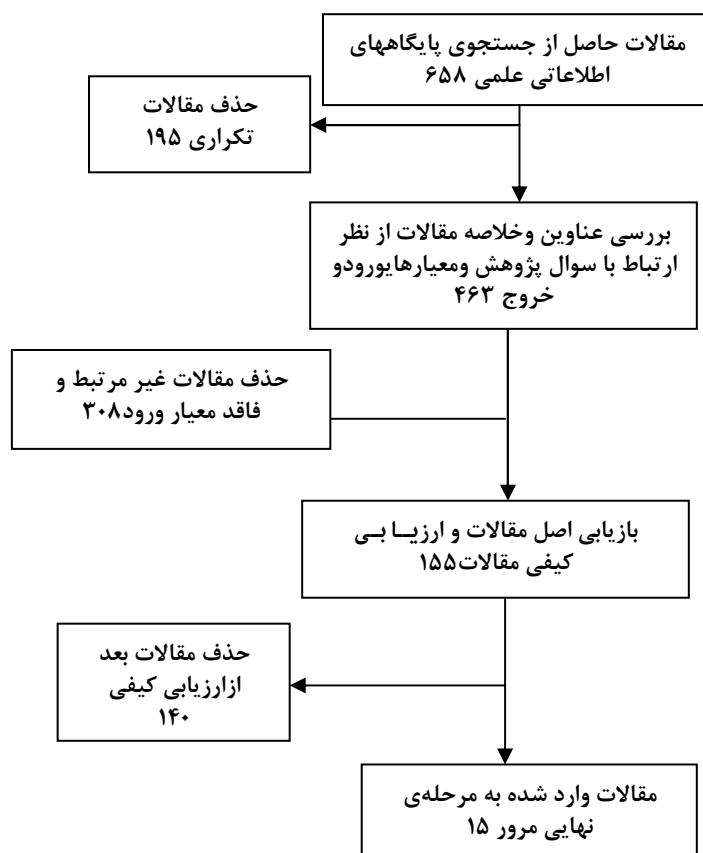 مقالات حاصل از جستجوی پایگاههای
اطلاعاتی علمی ۶۵۸
حذف مقالات
تکراری ۱۹۵
بررسی عناوین وخلاصه مقالات از نظر
ارتباط با سوال پژوهش ومعیارهایورودو
خروج ۴۶۳
حذف مقالات غیر مرتبط و
فاقد معیار ورود۳۰۸
بازیابی اصل مقالات و ارزیــا بــی
کیفی مقالات۱۵۵
حذف مقالات بعد
ازارزیابی کیفی
۱۴۰
مقالات وارد شده به مرحله‌ی
نهایی مرور ۱۵